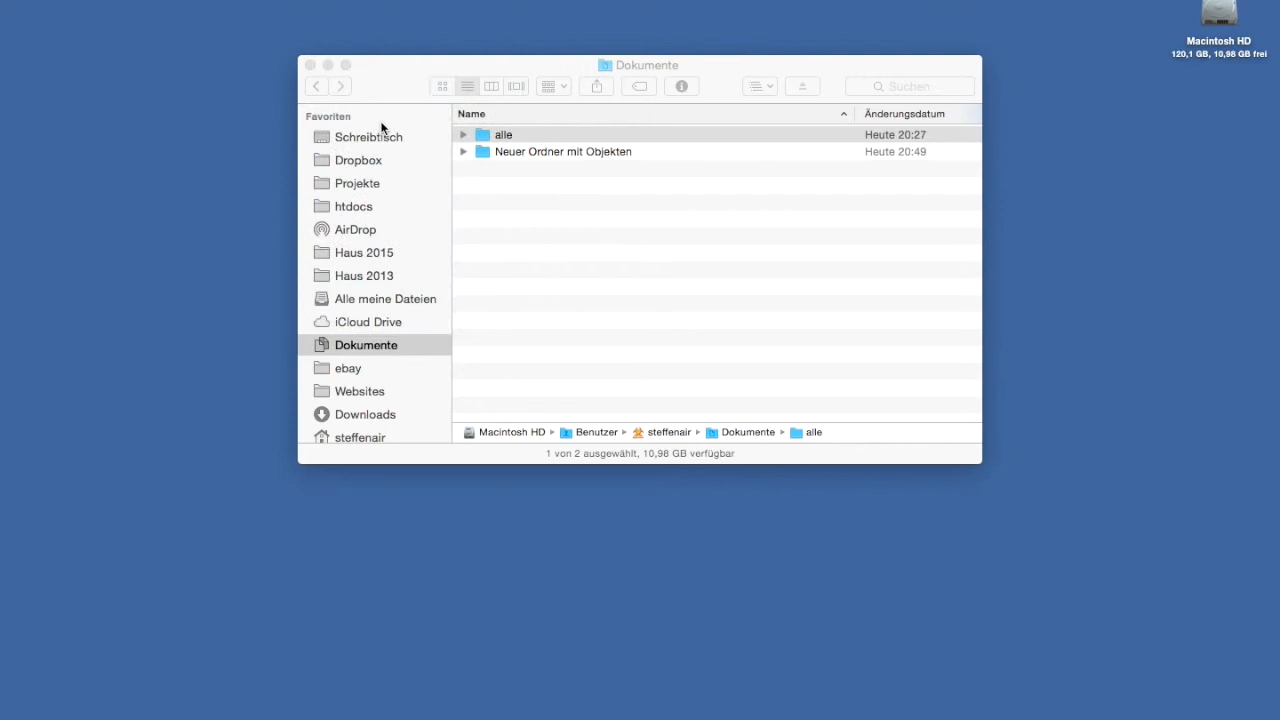 Macintosh HD
120,1 GB, 10,98 GB frei
Dokumente
Suchen
Favoriten
Schreibtisch
Dropbox
Projekte
htdocs
AirDrop
Haus 2015
Haus 2013
Alle meine Dateien
iCloud Drive
Dokumente
ebay
Websites
Downloads
steffenair
Name Änderungsdatum
alle Heute 20:27
Neuer Ordner mit Objekten Heute 20:49
Macintosh HD Benutzer steffenair Dokumente alle
1 von 2 ausgewählt, 10,98 GB verfügbar